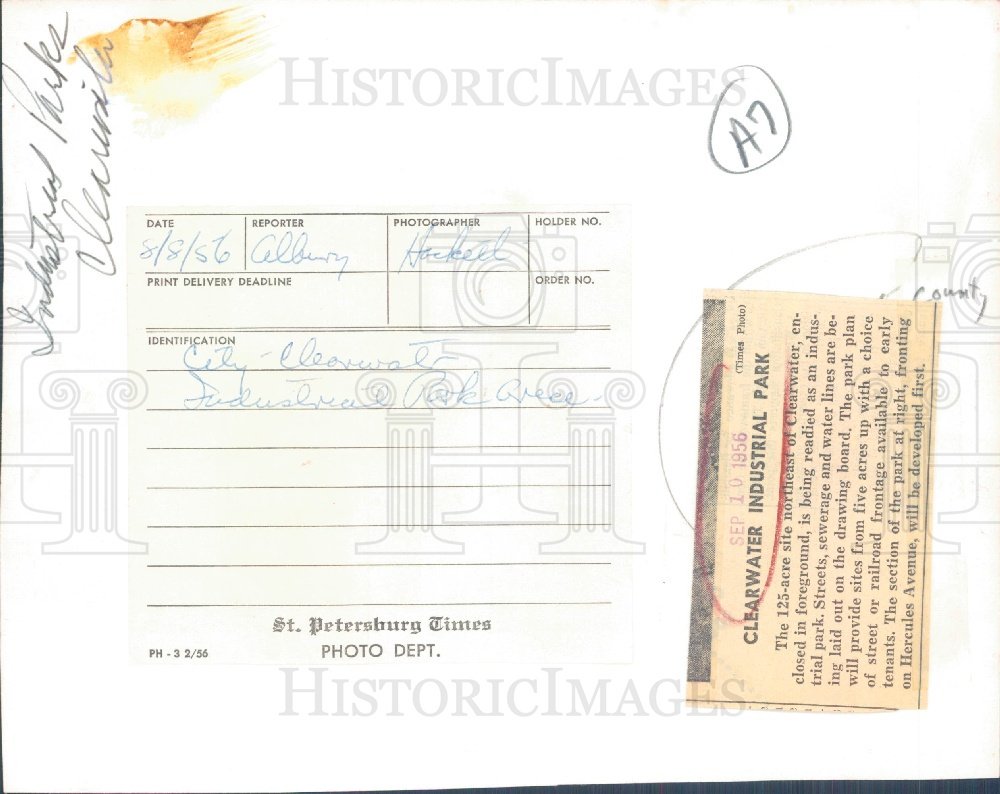 Industrial Parks
Clearwater
HISTORICIMAGES
A7
DATE
8/8/56
REPORTER
Albury
PHOTOGRAPHER
Hackett
HOLDER NO.
PRINT DELIVERY DEADLINE
ORDER NO.
IDENTIFICATION
City - Clearwater
Industrial Park Area -
St. Petersburg Times
PHOTO DEPT.
PH - 3 2/56
County
(Times Photo)
SEP 10 1956
CLEARWATER INDUSTRIAL PARK
The 125-acre site northeast of Clearwater, en-
closed in foreground, is being readied as an indus-
trial park. Streets, sewerage and water lines are be-
ing laid out on the drawing board. The park plan
will provide sites from five acres up with a choice
of street or railroad frontage available to early
tenants. The section of the park at right, fronting
on Hercules Avenue, will be developed first.
HISTORICIMAGES